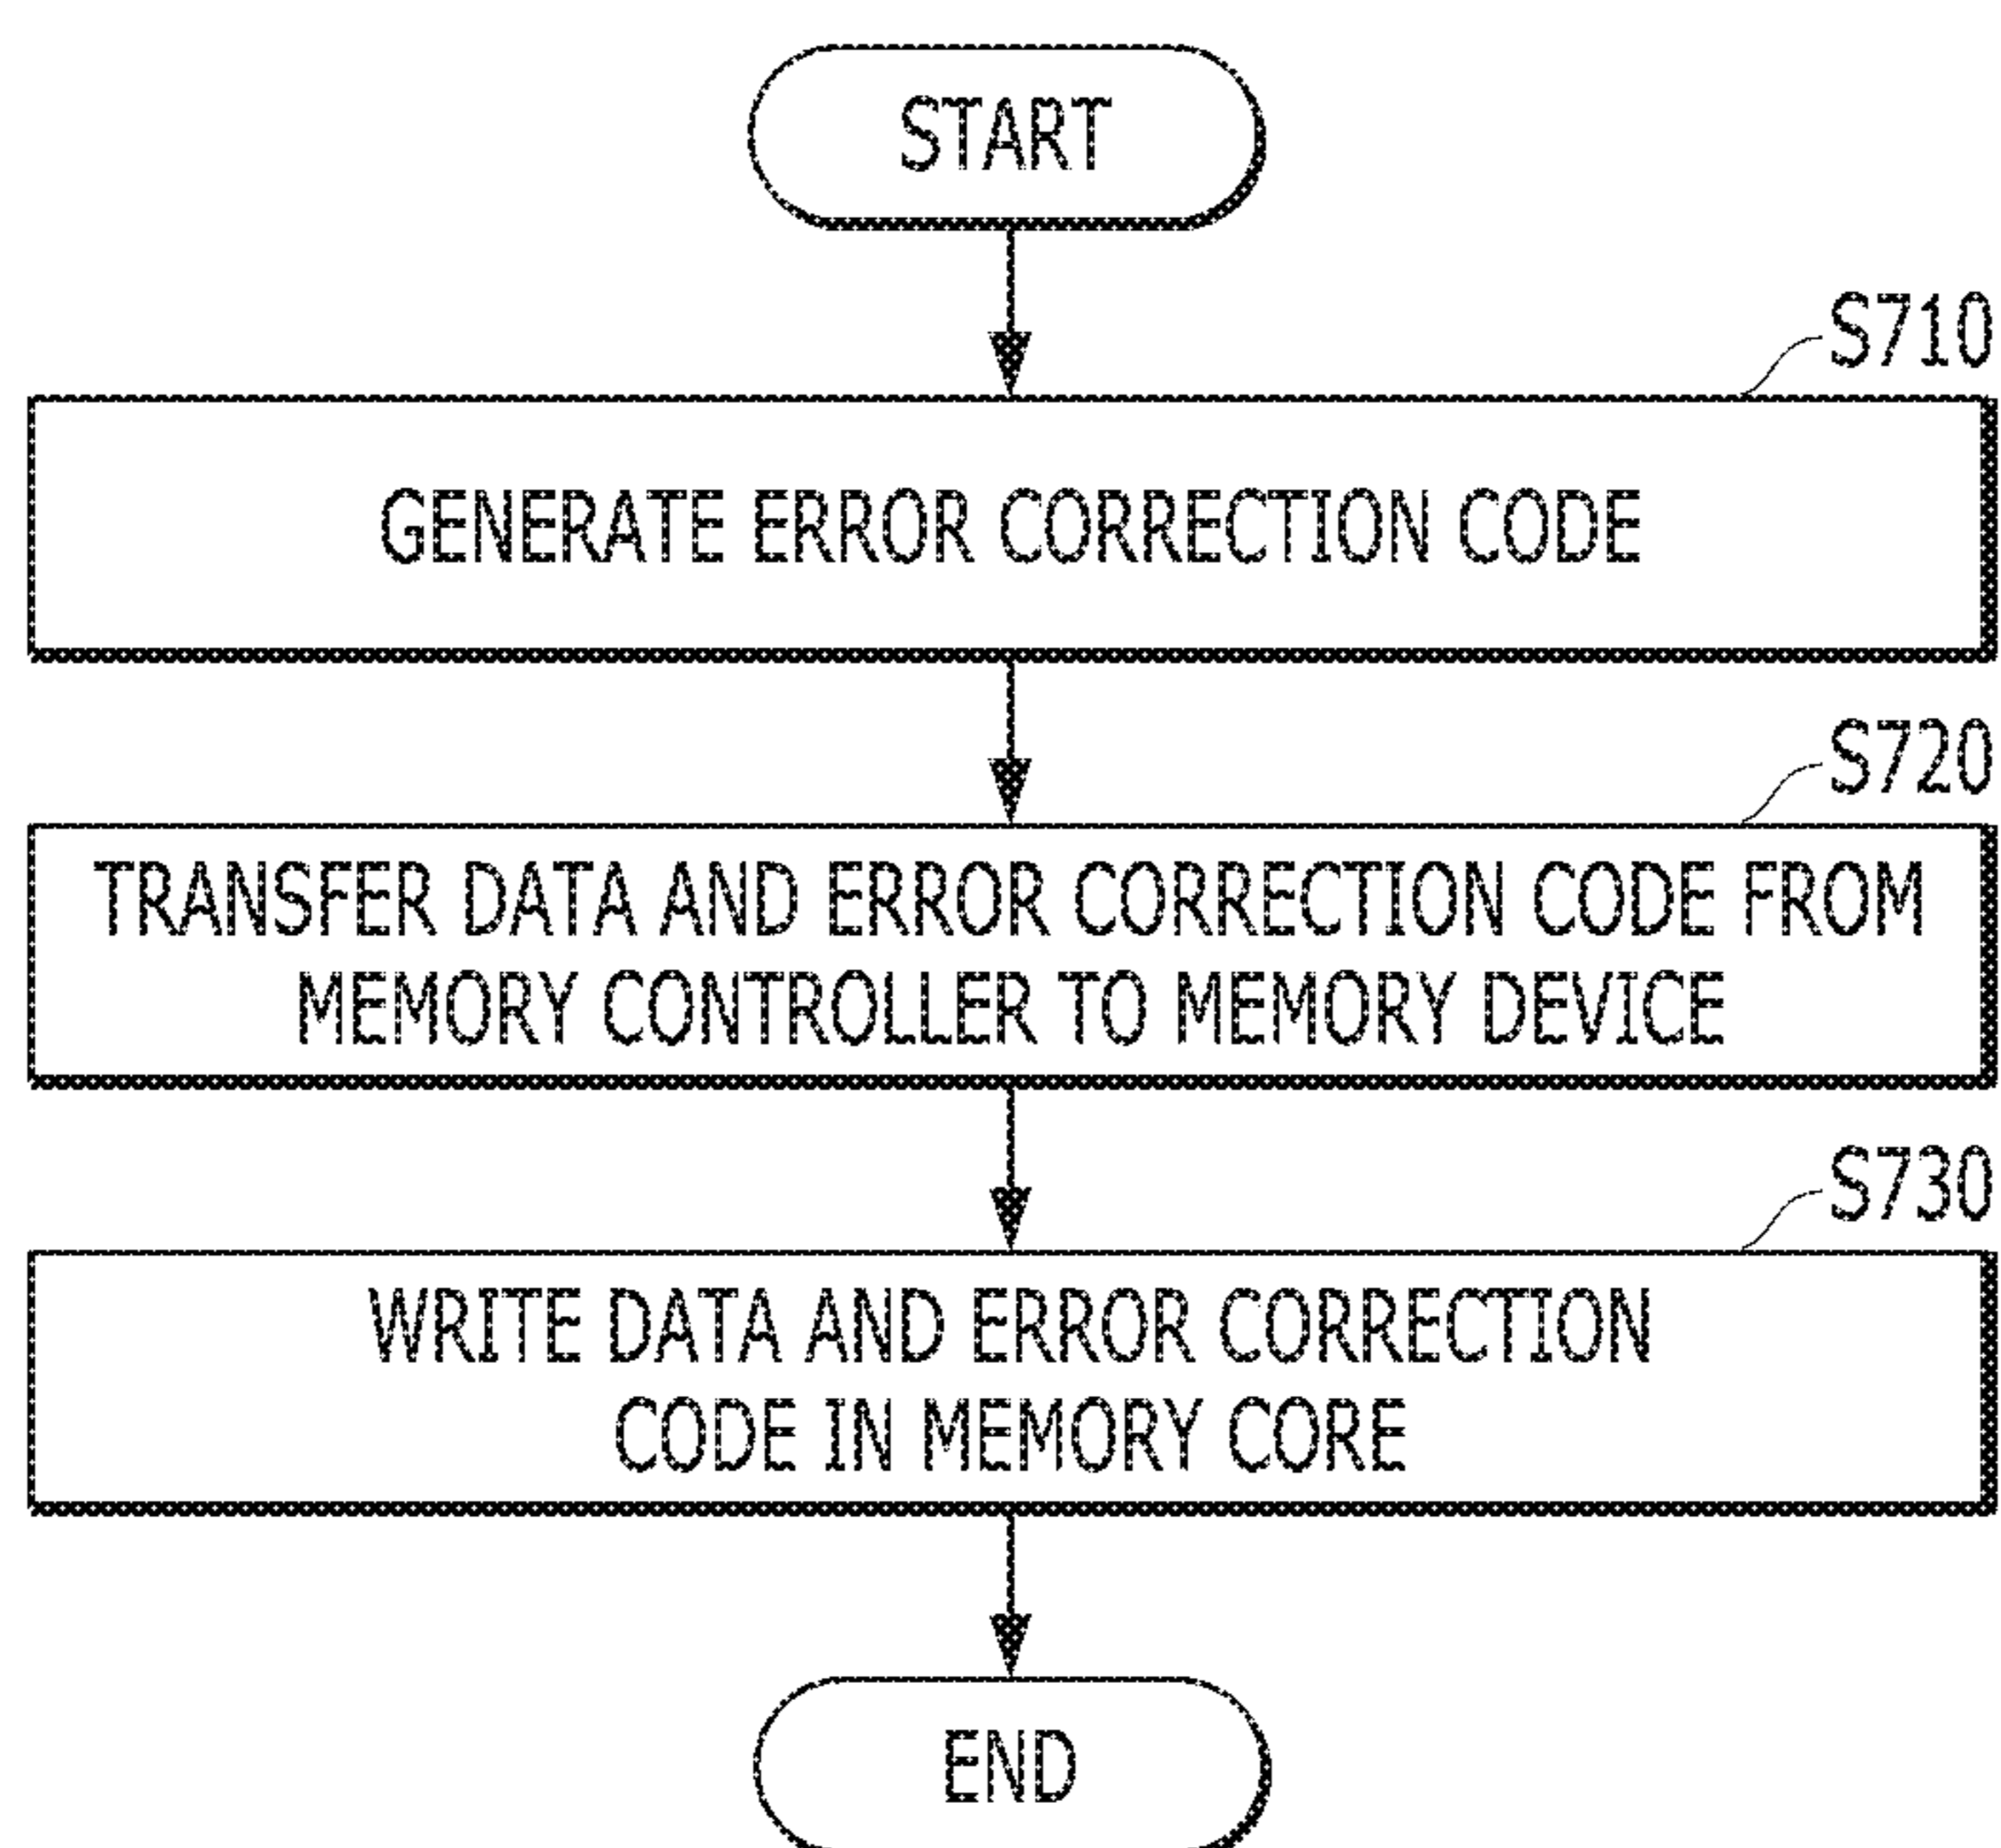 START
S710
GENERATE ERROR CORRECTION CODE
S720
TRANSFER DATA AND ERROR CORRECTION CODE FROM
MEMORY CONTROLLER TO MEMORY DEVICE
S730
WRITE DATA AND ERROR CORRECTION
CODE IN MEMORY CORE
END